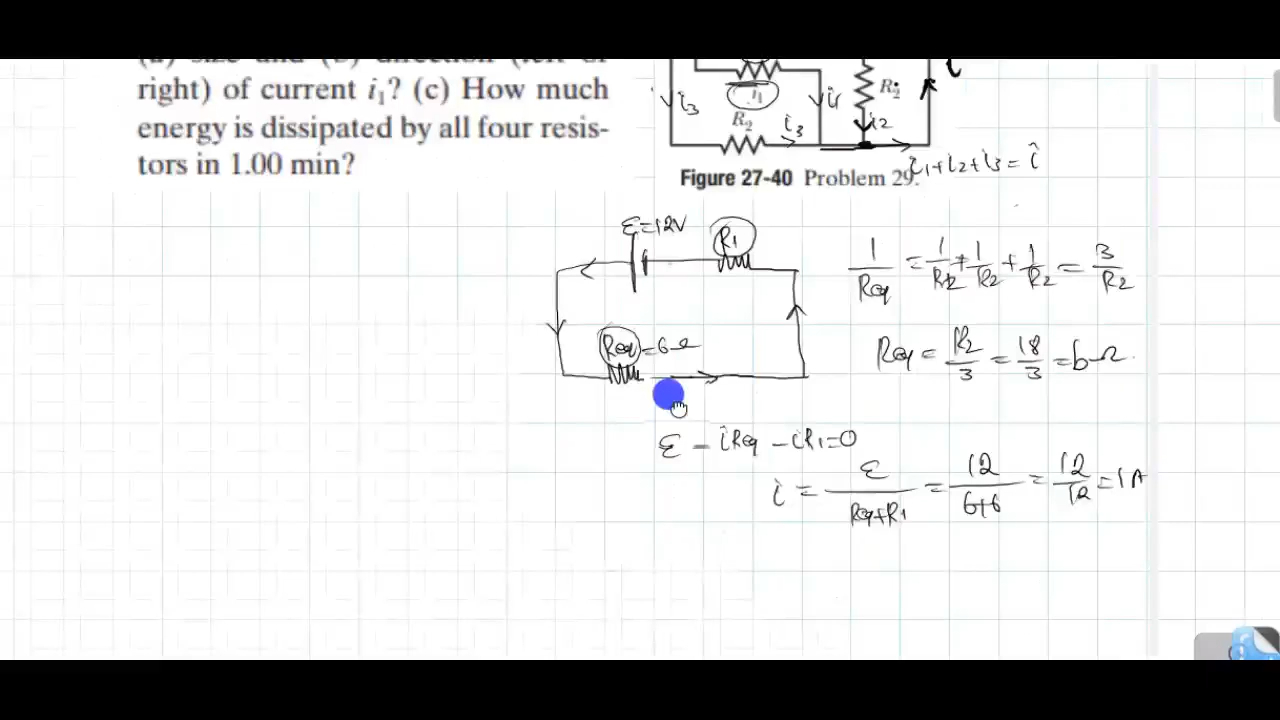 right) of current i₁? (c) How much
energy is dissipated by all four resis-
tors in 1.00 min?
i₃
i₁
i₁
R₂
i₂
R₂
i₃
i
i₁+i₂+i₃=i
Figure 27-40 Problem 29.
ε=12V
R₁
1/Req = 1/R₂ + 1/R₂ + 1/R₂ = 3/R₂
Req = 6Ω
Req = R₂/3 = 18/3 = 6Ω
ε - iReq - iR₁=0
i = ε/(Req+R₁) = 12/(6+6) = 12/12 = 1A